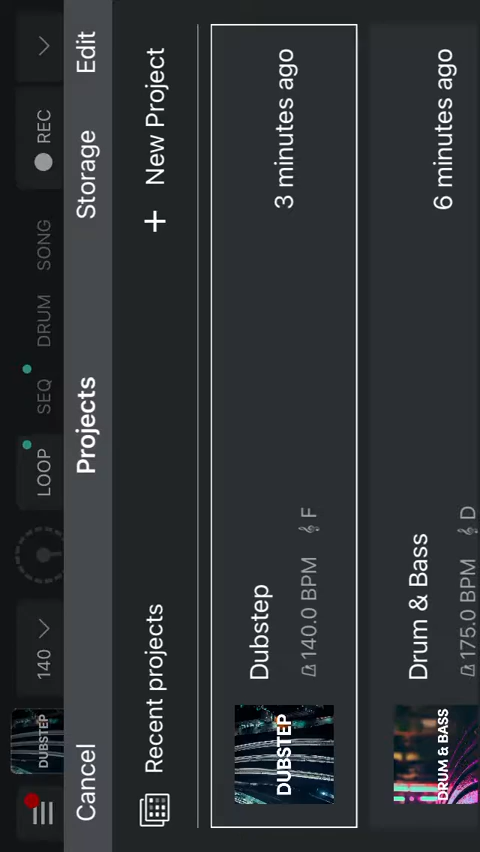 DUBSTEP
140
LOOP
SEQ
DRUM
SONG
REC
Cancel
Projects
Storage
Edit
Recent projects
New Project
DUBSTEP
Dubstep
3 minutes ago
140.0 BPM F
DRUM & BASS
Drum & Bass
6 minutes ago
175.0 BPM D